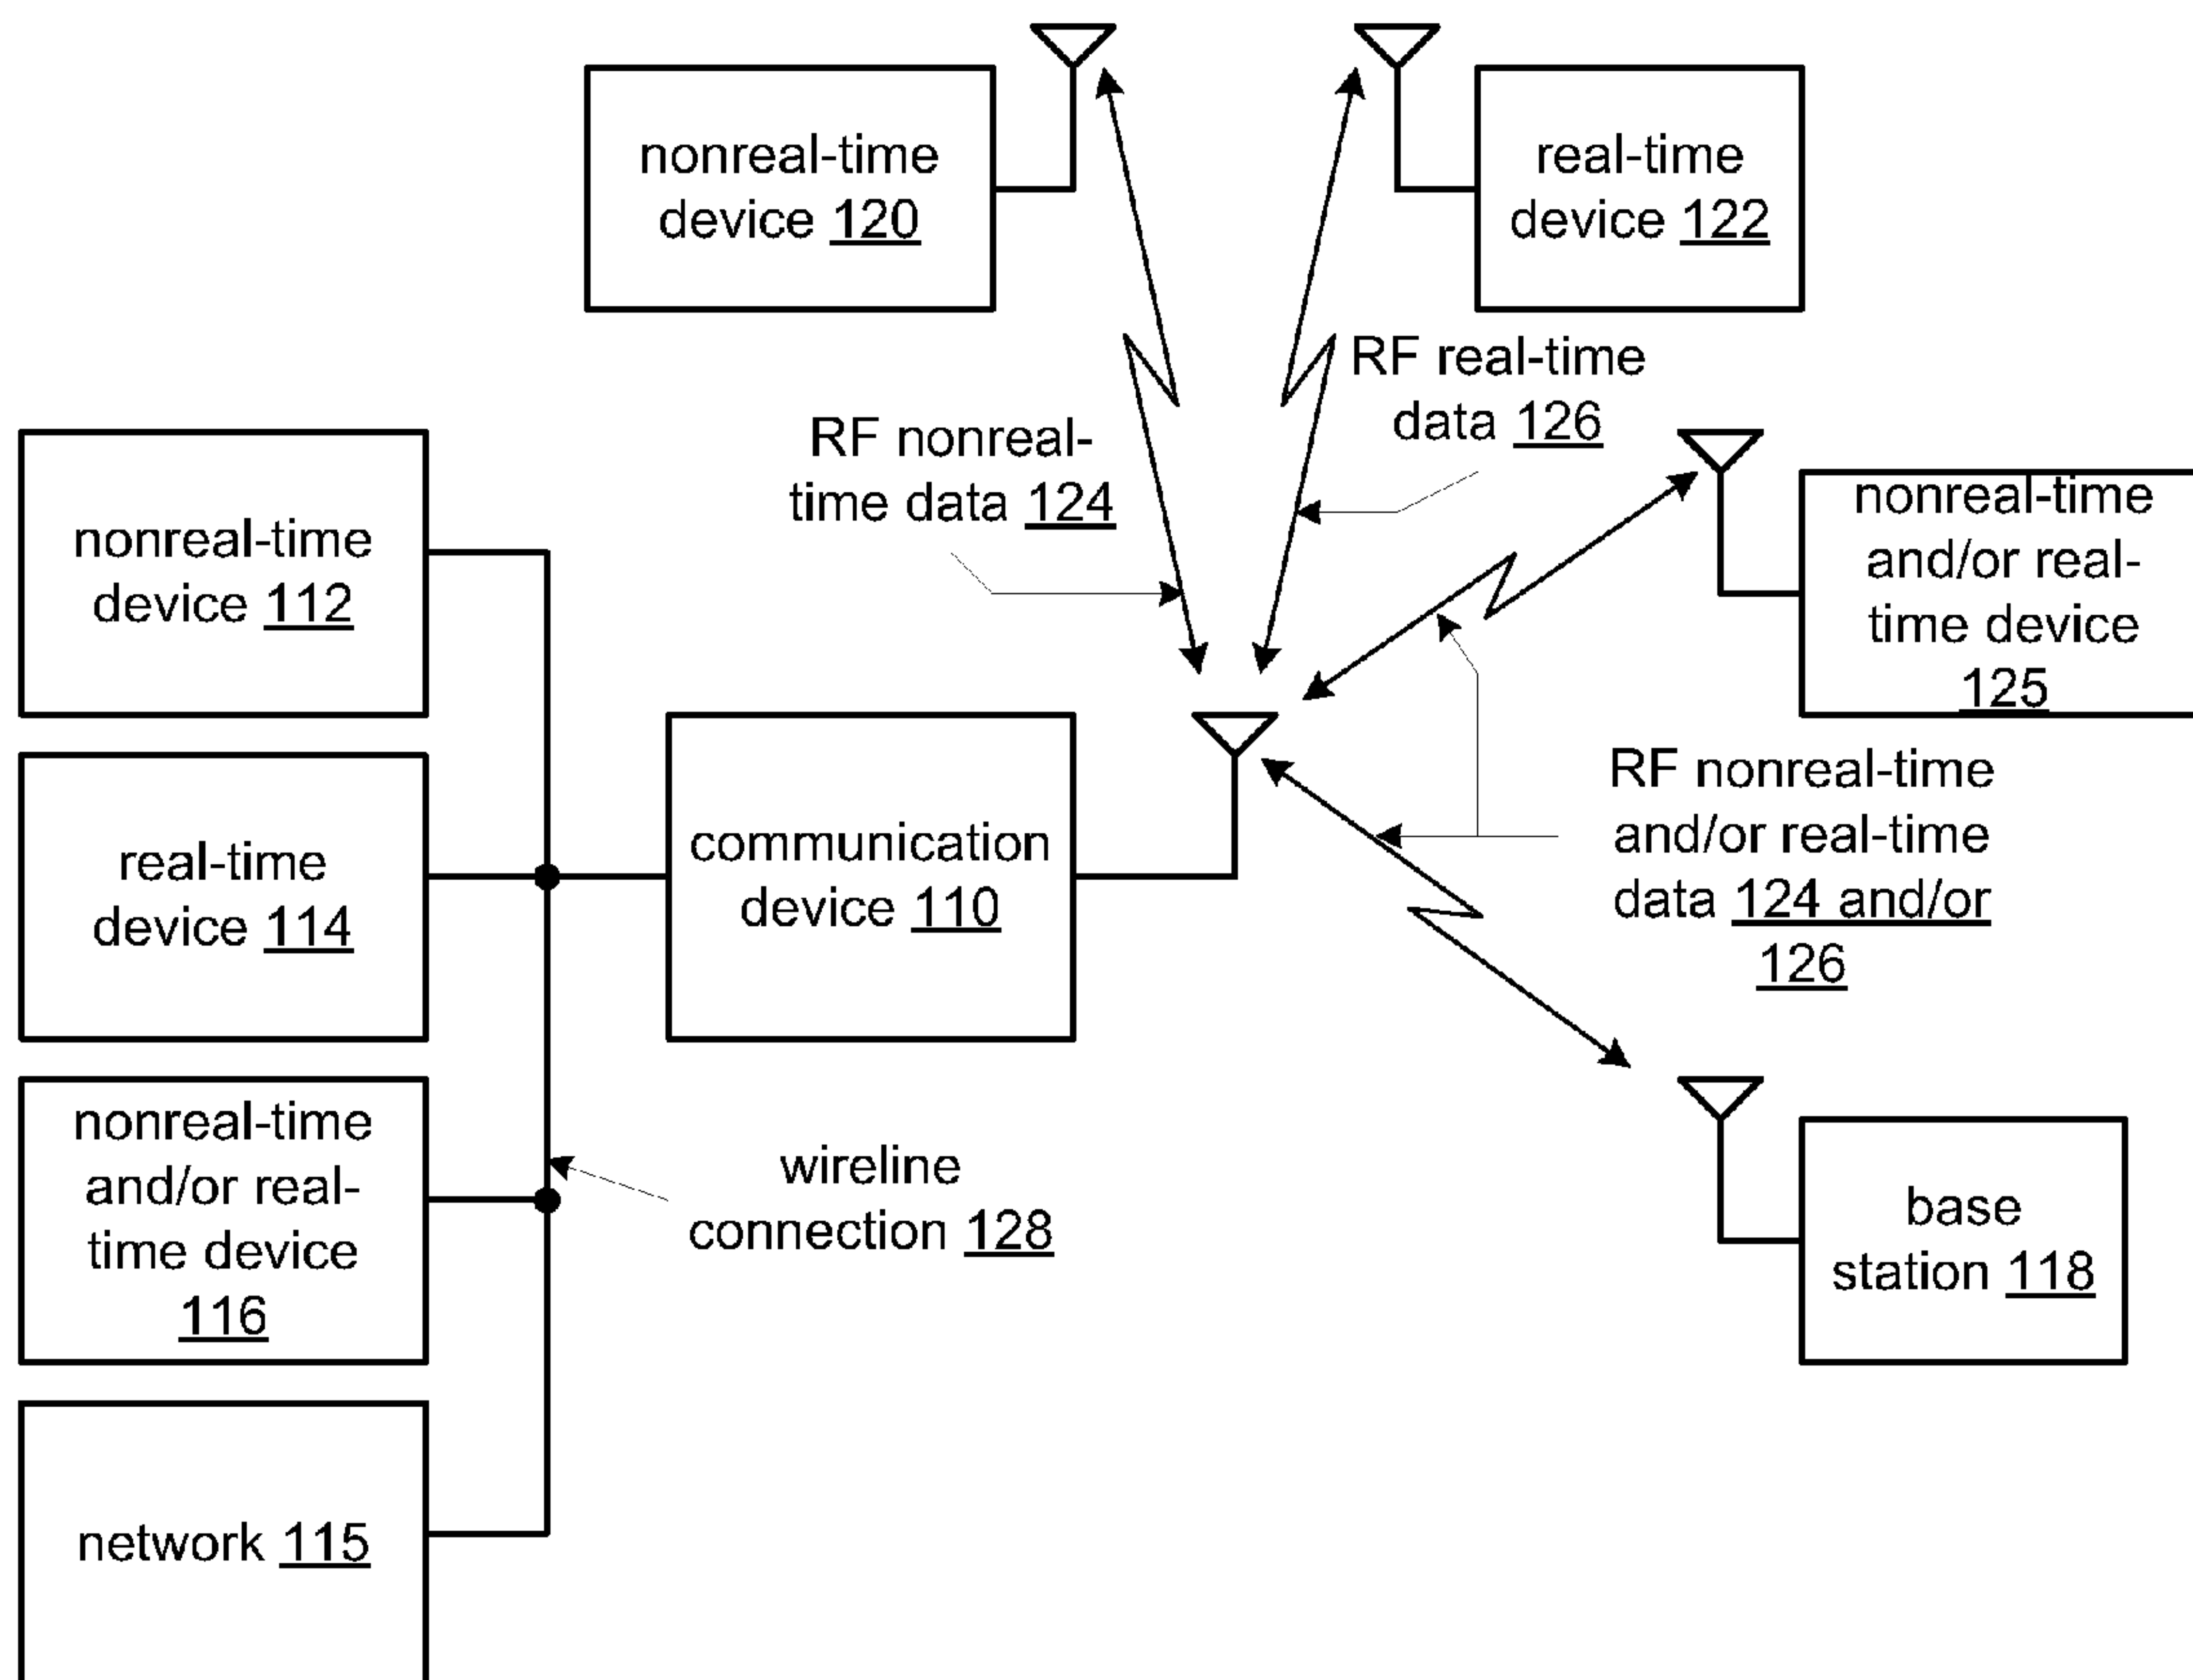 nonreal-time
device 120
real-time
device 122
RF real-time
data 126
RF nonreal-
time data 124
nonreal-time
and/or real-
time device
125
nonreal-time
device 112
real-time
device 114
communication
device 110
RF nonreal-time
and/or real-time
data 124 and/or
126
nonreal-time
and/or real-
time device
116
wireline
connection 128
base
station 118
network 115